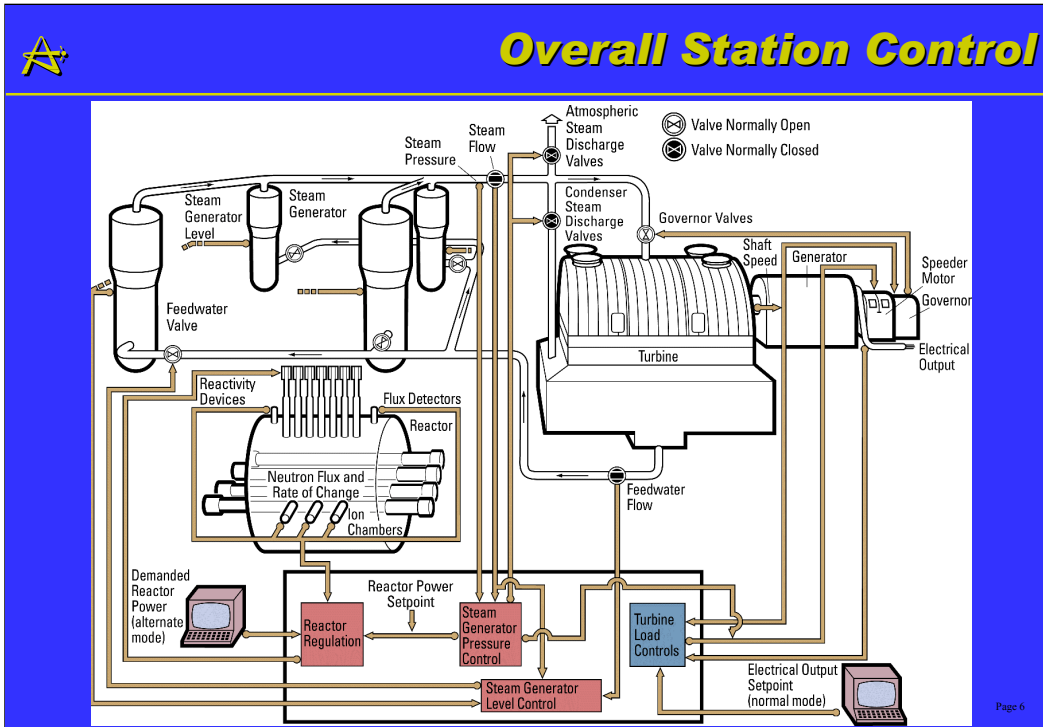 Overall Station Control
Atmospheric
Steam
Discharge
Valves
Valve Normally Open
Valve Normally Closed
Steam
Flow
Steam
Pressure
Steam
Generator
Level
Steam
Generator
Condenser
Steam
Discharge
Valves
Governor Valves
Shaft
Speed
Generator
Speeder
Motor
Governor
Feedwater
Valve
Turbine
Electrical
Output
Reactivity
Devices
Flux Detectors
Reactor
Neutron Flux and
Rate of Change
Ion
Chambers
Feedwater
Flow
Demanded
Reactor
Power
(alternate
mode)
Reactor Power
Setpoint
Reactor
Regulation
Steam
Generator
Pressure
Control
Turbine
Load
Controls
Steam Generator
Level Control
Electrical Output
Setpoint
(normal mode)
Page 6